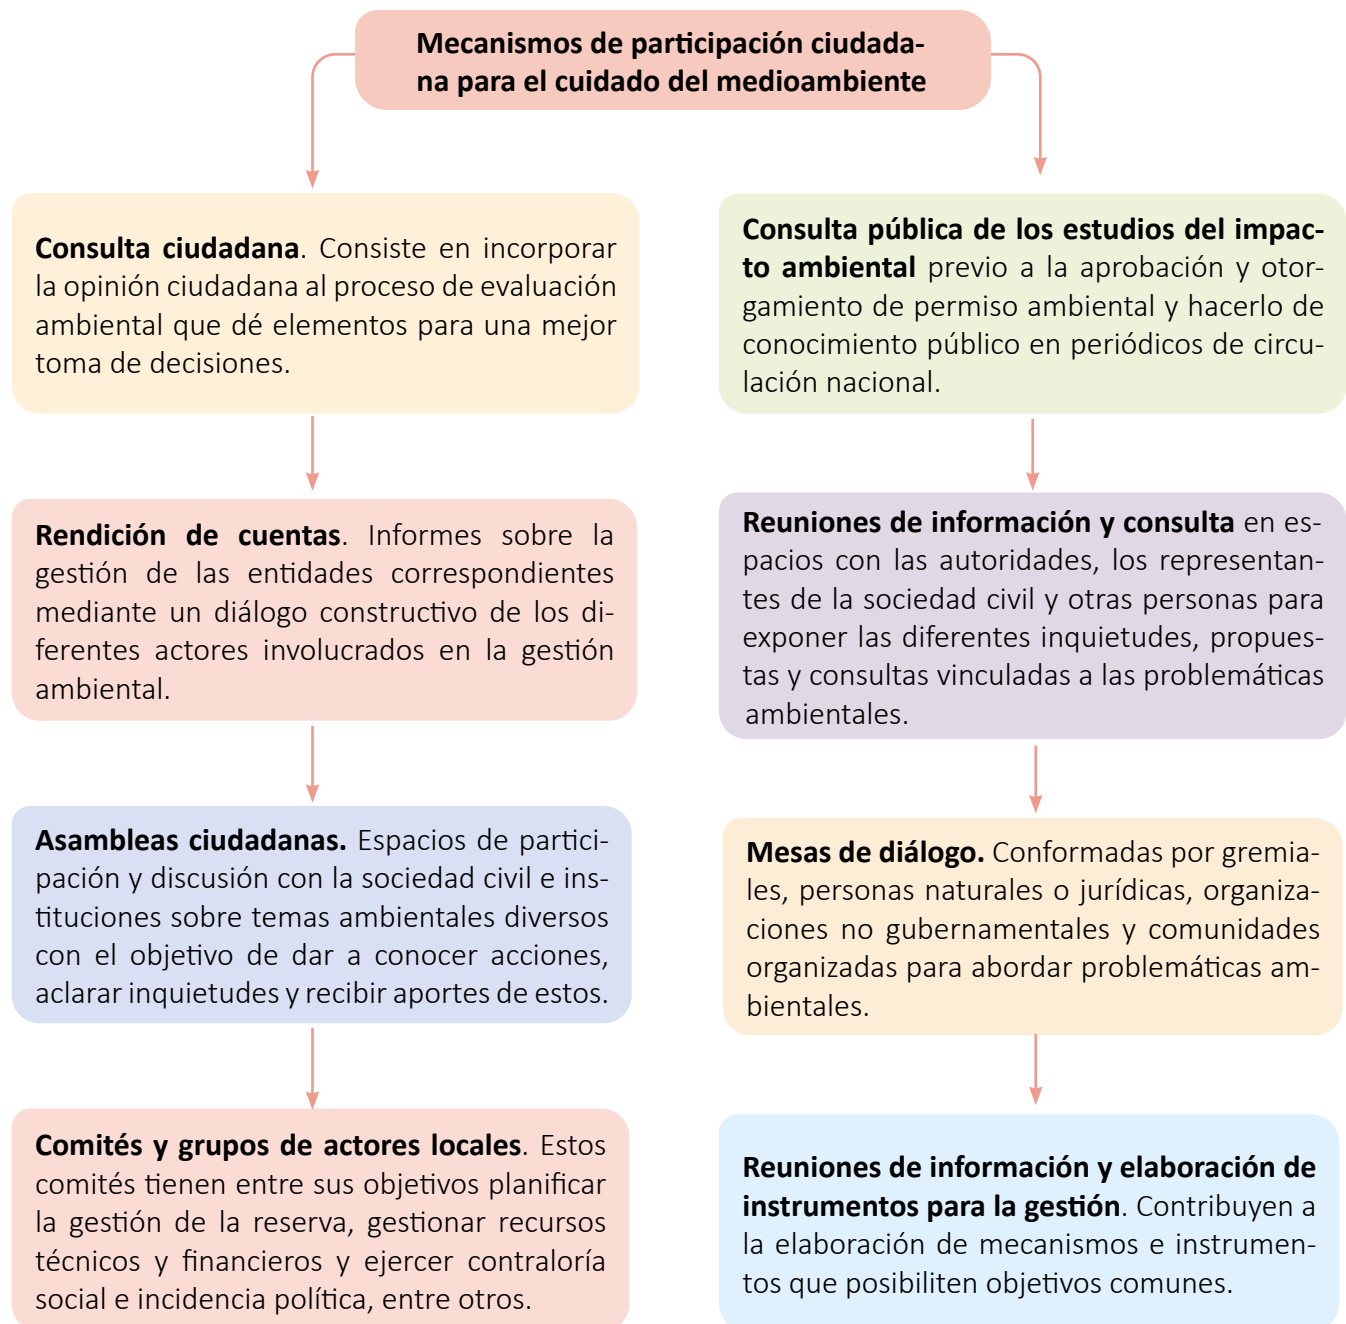 Mecanismos de participación ciudada-
na para el cuidado del medioambiente
Consulta ciudadana. Consiste en incorporar
la opinión ciudadana al proceso de evaluación
ambiental que dé elementos para una mejor
toma de decisiones.
Rendición de cuentas. Informes sobre la
gestión de las entidades correspondientes
mediante un diálogo constructivo de los di-
ferentes actores involucrados en la gestión
ambiental.
Asambleas ciudadanas. Espacios de partici-
pación y discusión con la sociedad civil e ins-
tituciones sobre temas ambientales diversos
con el objetivo de dar a conocer acciones,
aclarar inquietudes y recibir aportes de estos.
Comités y grupos de actores locales. Estos
comités tienen entre sus objetivos planificar
la gestión de la reserva, gestionar recursos
técnicos y financieros y ejercer contraloría
social e incidencia política, entre otros.
Consulta pública de los estudios del impac-
to ambiental previo a la aprobación y otor-
gamiento de permiso ambiental y hacerlo de
conocimiento público en periódicos de circu-
lación nacional.
Reuniones de información y consulta en es-
pacios con las autoridades, los representan-
tes de la sociedad civil y otras personas para
exponer las diferentes inquietudes, propues-
tas y consultas vinculadas a las problemáticas
ambientales.
Mesas de diálogo. Conformadas por gremia-
les, personas naturales o jurídicas, organiza-
ciones no gubernamentales y comunidades
organizadas para abordar problemáticas am-
bientales.
Reuniones de información y elaboración de
instrumentos para la gestión. Contribuyen a
la elaboración de mecanismos e instrumen-
tos que posibiliten objetivos comunes.